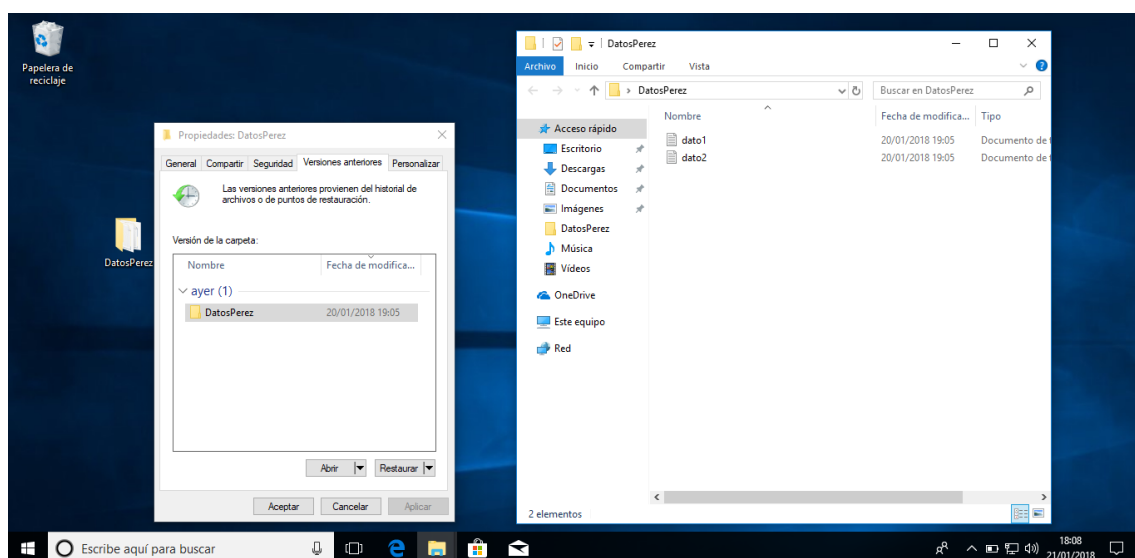 Papelera de
reciclaje
DatosPerez
Propiedades: DatosPerez
General Compartir Seguridad Versiones anteriores Personalizar
Las versiones anteriores provienen del historial de
archivos o de puntos de restauración.
Versión de la carpeta:
Nombre Fecha de modifica...
ayer (1)
DatosPerez 20/01/2018 19:05
Abrir Restaurar
Aceptar Cancelar Aplicar
DatosPerez
Archivo Inicio Compartir Vista
DatosPerez Buscar en DatosPerez
Nombre Fecha de modifica... Tipo
dato1 20/01/2018 19:05 Documento de t
dato2 20/01/2018 19:05 Documento de t
Acceso rápido
Escritorio
Descargas
Documentos
Imágenes
DatosPerez
Música
Vídeos
OneDrive
Este equipo
Red
2 elementos
Escribe aquí para buscar
18:08
21/01/2018